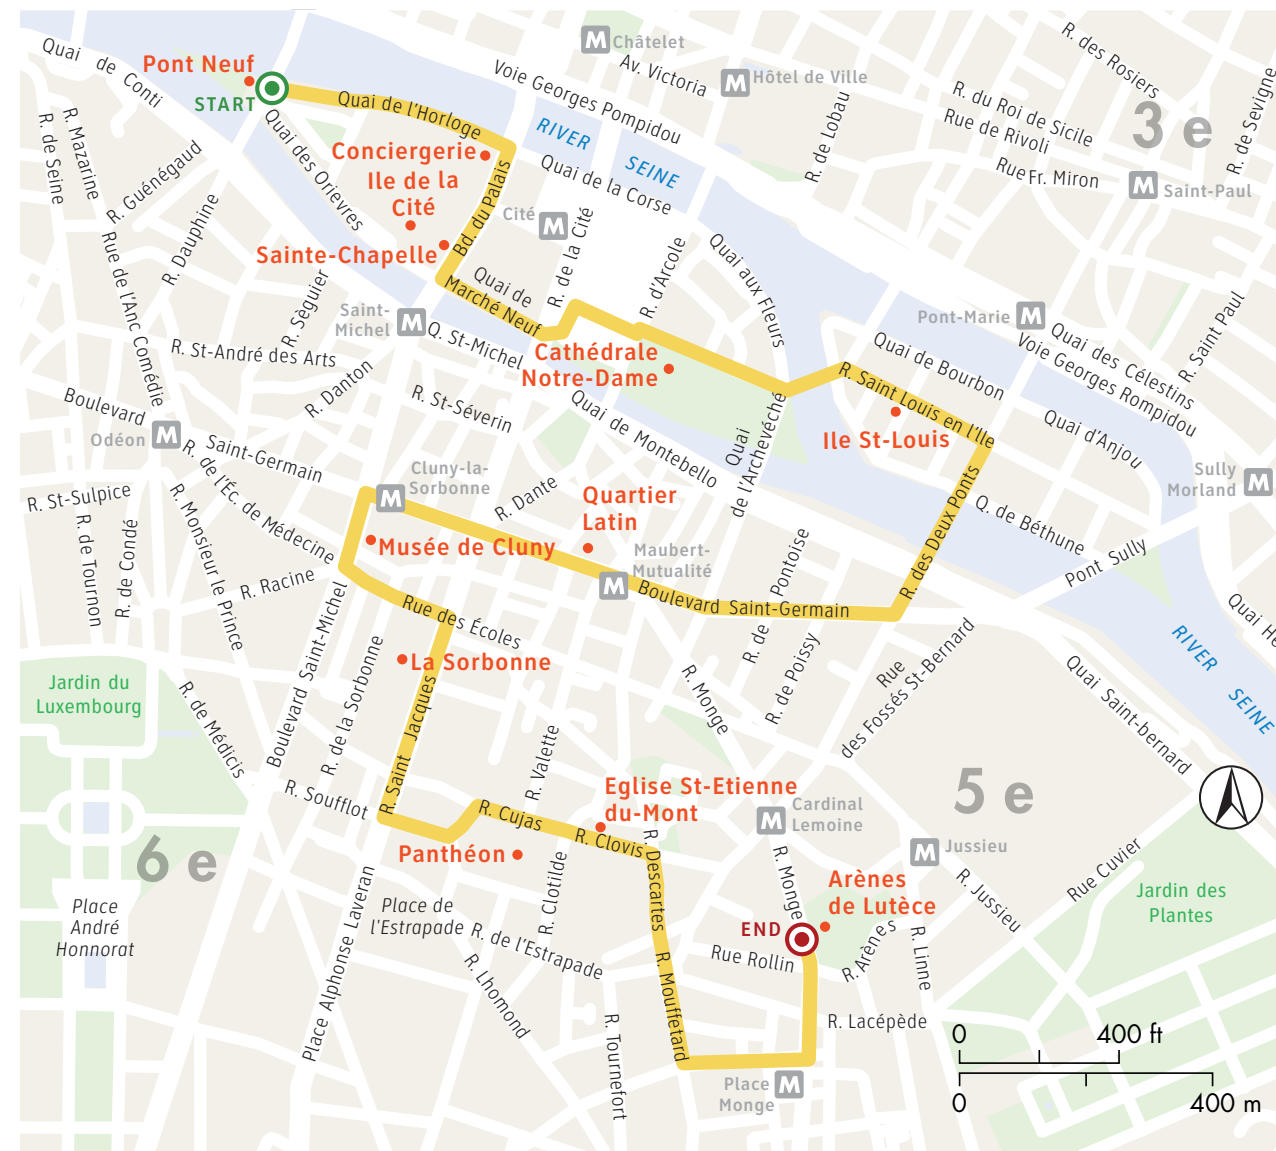 Quai de Conti
Pont Neuf
START
M
Châtelet
Av. Victoria
M
Hôtel de Ville
Voie Georges Pompidou
R. des Rosiers
3 e
R. du Roi de Sicile
Rue de Rivoli
Rue Fr. Miron
R. de Sevigne
M
Saint-Paul
R. de Lobau
RIVER SEINE
Quai de l'Horloge
Quai des Orievres
Conciergerie
Ile de la
Cité
Sainte-Chapelle
Bd. du Palais
Quai de la Corse
Cité
M
R. de la Cité
R. d'Arcole
Quai aux Fleurs
Quai de
Marché Neuf
R. Mazarine
R. de Seine
R. Guénégaud
R. Dauphine
Rue de l'Anc Comédie
R. Seguier
Saint-
Michel
M
Q. St-Michel
R. St-André des Arts
R. Danton
R. St-Séverin
Cathédrale
Notre-Dame
Quai de Montebello
Quai
de l'Archevéché
R. Saint Louis en l'Ile
Ile St-Louis
Quai de Bourbon
Pont-Marie
M
Quai des Célestins
Voie Georges Rompidou
R. Saint Paul
Quai d'Anjou
Sully
Morland
M
Q. de Béthune
Pont Sully
R. des Deux Ponts
Quai He
RIVER SEINE
Boulevard
Saint-Germain
Odéon
M
R. de l'Éc. de Médecine
R. St-Sulpice
R. de Tournon
R. de Condé
R. Monsieur le Prince
R. Racine
Cluny-la-
Sorbonne
M
R. Dante
Quartier
Latin
Musée de Cluny
Maubert-
Mutualité
M
Boulevard Saint-Germain
R. de Pontoise
R. de Poissy
Rue
des Fossés St-Bernard
Quai Saint-bernard
Rue des Écoles
La Sorbonne
R. Saint Jacques
Boulevard Saint-Michel
R. de la Sorbonne
R. Monge
Jardin du
Luxembourg
R. de Médicis
R. Soufflot
R. Valette
R. Cujas
Eglise St-Etienne
du-Mont
R. Clovis
Panthéon
Cardinal
Lemoine
M
5 e
M
Jussieu
R. Jussieu
Rue Cuvier
Jardin des
Plantes
6 e
Place
André
Honnorat
Place Alphonse Laveran
Place de
l'Estrapade
R. de l'Estrapade
R. Clotilde
R. Lhomond
R. Tournefort
R. Descartes
R. Mouffetard
R. Monge
Arènes
de Lutèce
END
Rue Rollin
R. Arènes
R. Linne
R. Lacépède
Place
Monge
M
0 400 ft
0 400 m